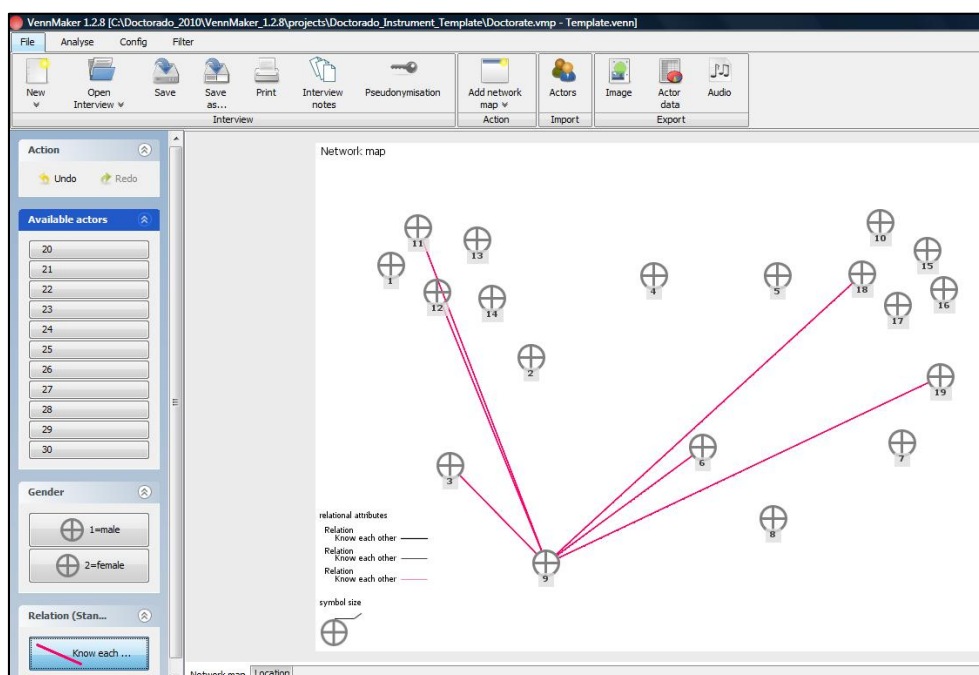 VennMaker 1.2.8 [C:\Doctorado_2010\VennMaker_1.2.8\projects\Doctorado_Instrument_Template\Doctorate.vmp - Template.venn]
File Analyse Config Filter
New Open Interview Save Save as... Print Interview notes Pseudonymisation Add network map Actors Image Actor data Audio
Interview Action Import Export
Action
Undo Redo
Available actors
20
21
22
23
24
25
26
27
28
29
30
Gender
1=male
2=female
Relation (Stan...
Know each ...
Network map
11
13
10
1
15
4
5
18
16
12
14
17
2
19
7
6
3
8
9
relational attributes
Relation
Know each other
Relation
Know each other
Relation
Know each other
symbol size
Network map Location